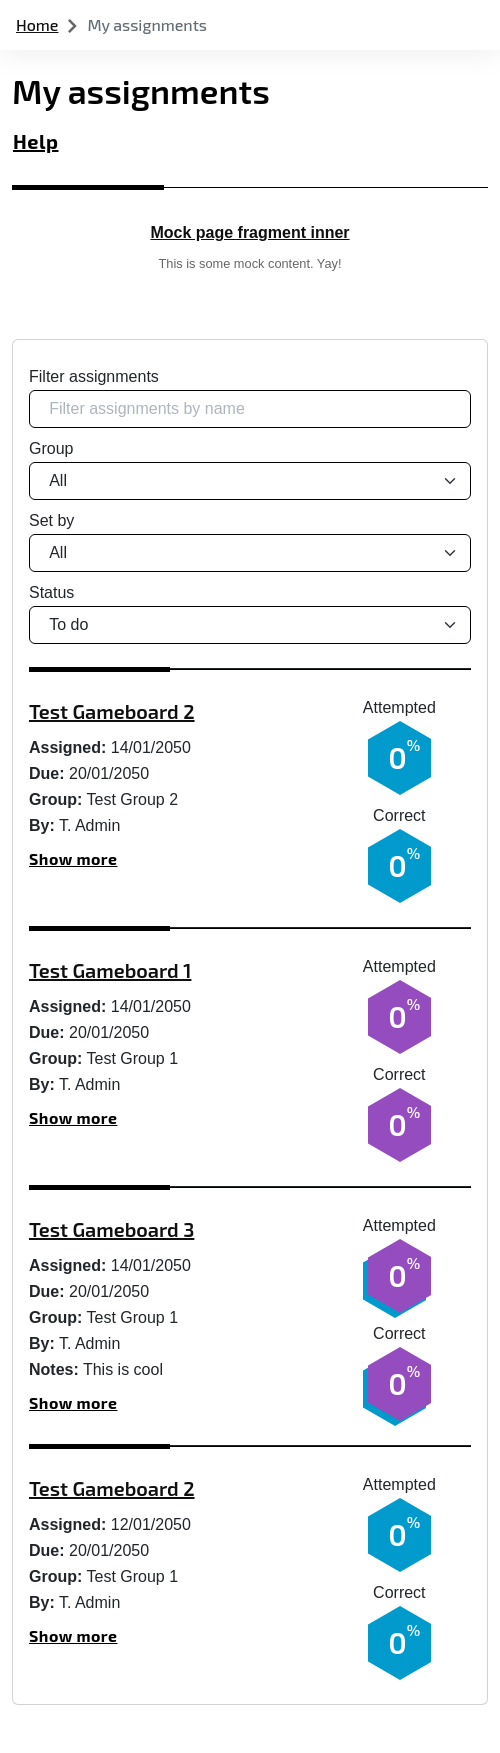 Home My assignments
My assignments
Help
Mock page fragment inner
This is some mock content. Yay!
Filter assignments
Filter assignments by name
Group
All
Set by
All
Status
To do
Test Gameboard 2
Assigned: 14/01/2050
Due: 20/01/2050
Group: Test Group 2
By: T. Admin
Show more
Attempted
0%
Correct
0%
Test Gameboard 1
Assigned: 14/01/2050
Due: 20/01/2050
Group: Test Group 1
By: T. Admin
Show more
Attempted
0%
Correct
0%
Test Gameboard 3
Assigned: 14/01/2050
Due: 20/01/2050
Group: Test Group 1
By: T. Admin
Notes: This is cool
Show more
Attempted
0%
Correct
0%
Test Gameboard 2
Assigned: 12/01/2050
Due: 20/01/2050
Group: Test Group 1
By: T. Admin
Show more
Attempted
0%
Correct
0%